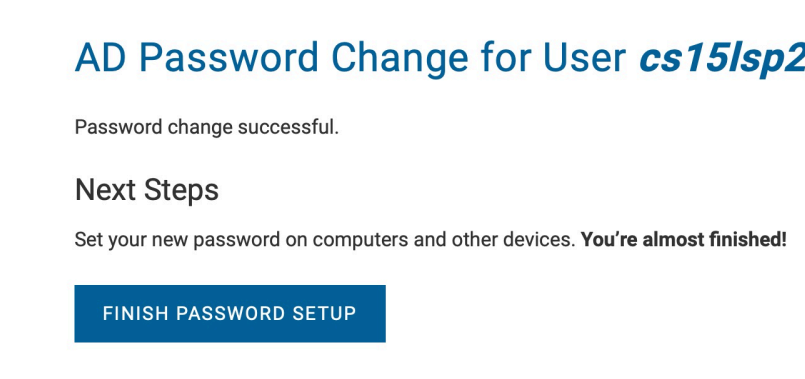 AD Password Change for User cs15lsp2
Password change successful.
Next Steps
Set your new password on computers and other devices. You're almost finished!
FINISH PASSWORD SETUP